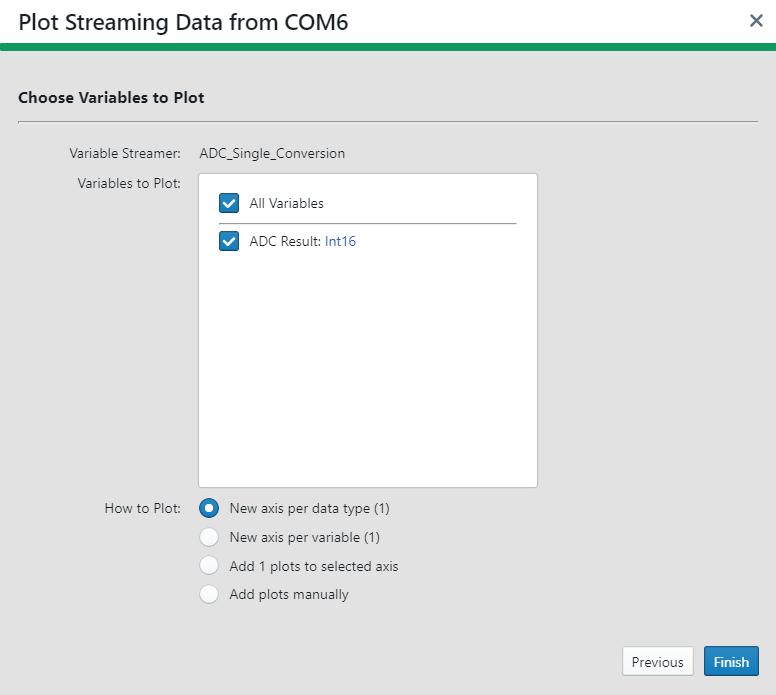 Plot Streaming Data from COM6
Choose Variables to Plot
Variable Streamer: ADC_Single_Conversion
Variables to Plot:
All Variables
ADC Result: Int16
How to Plot:
New axis per data type (1)
New axis per variable (1)
Add 1 plots to selected axis
Add plots manually
Previous
Finish